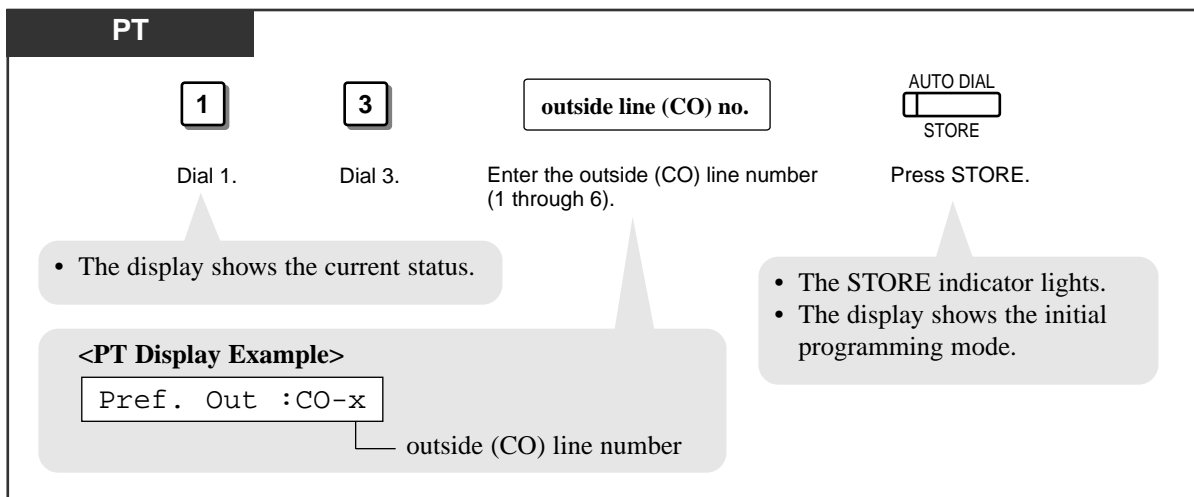 PT
1
3
outside line (CO) no.
AUTO DIAL
STORE
Dial 1.
Dial 3.
Enter the outside (CO) line number
(1 through 6).
Press STORE.
• The display shows the current status.
• The STORE indicator lights.
• The display shows the initial
programming mode.
<PT Display Example>
Pref. Out :CO-x
outside (CO) line number